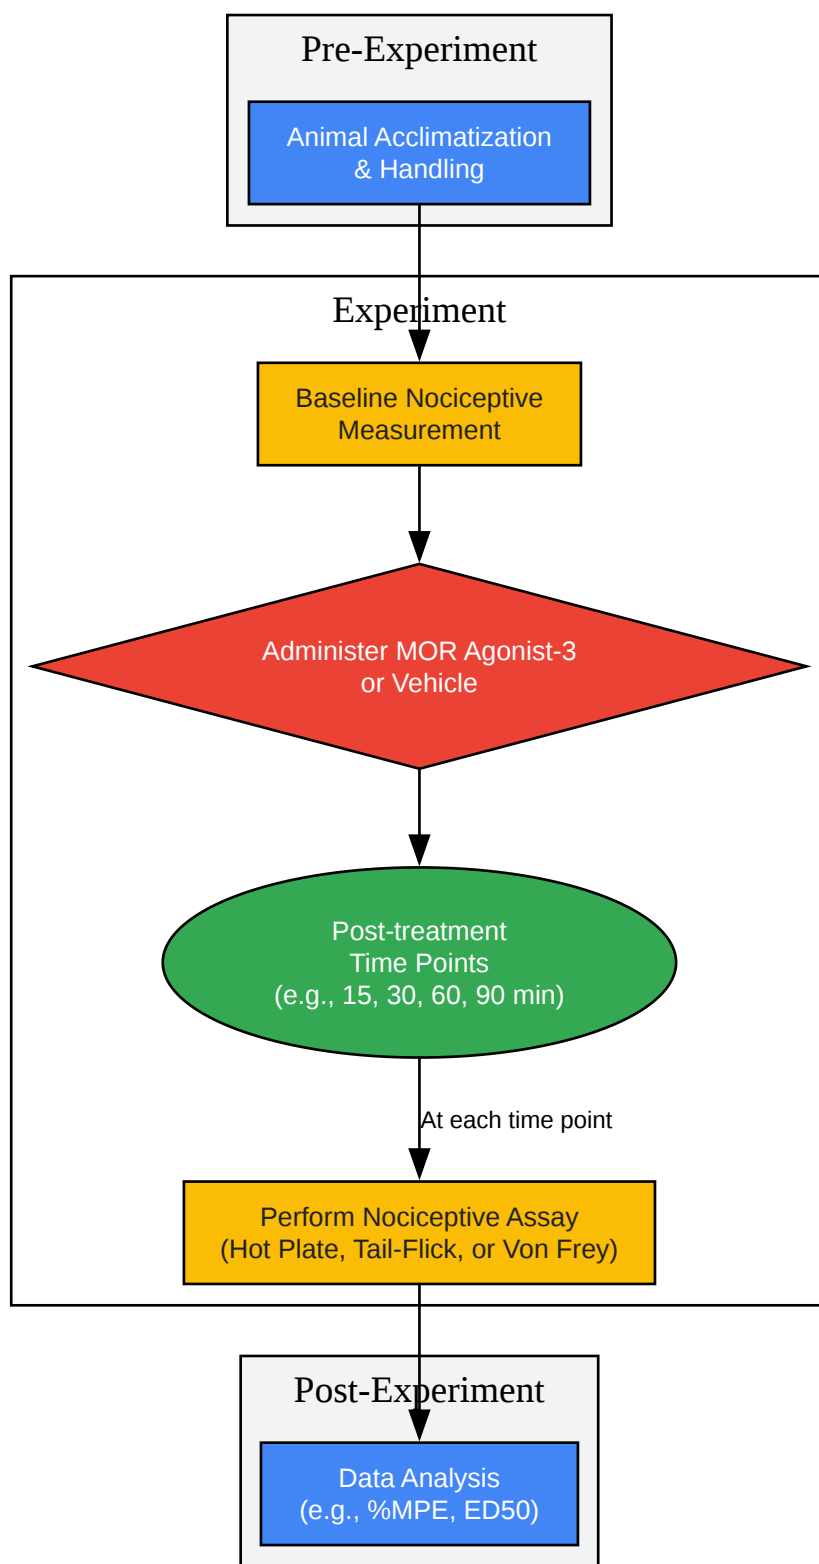 Pre-Experiment
Animal Acclimatization
& Handling
Experiment
Baseline Nociceptive
Measurement
Administer MOR Agonist-3
or Vehicle
Post-treatment
Time Points
(e.g., 15, 30, 60, 90 min)
At each time point
Perform Nociceptive Assay
(Hot Plate, Tail-Flick, or Von Frey)
Post-Experiment
Data Analysis
(e.g., %MPE, ED50)